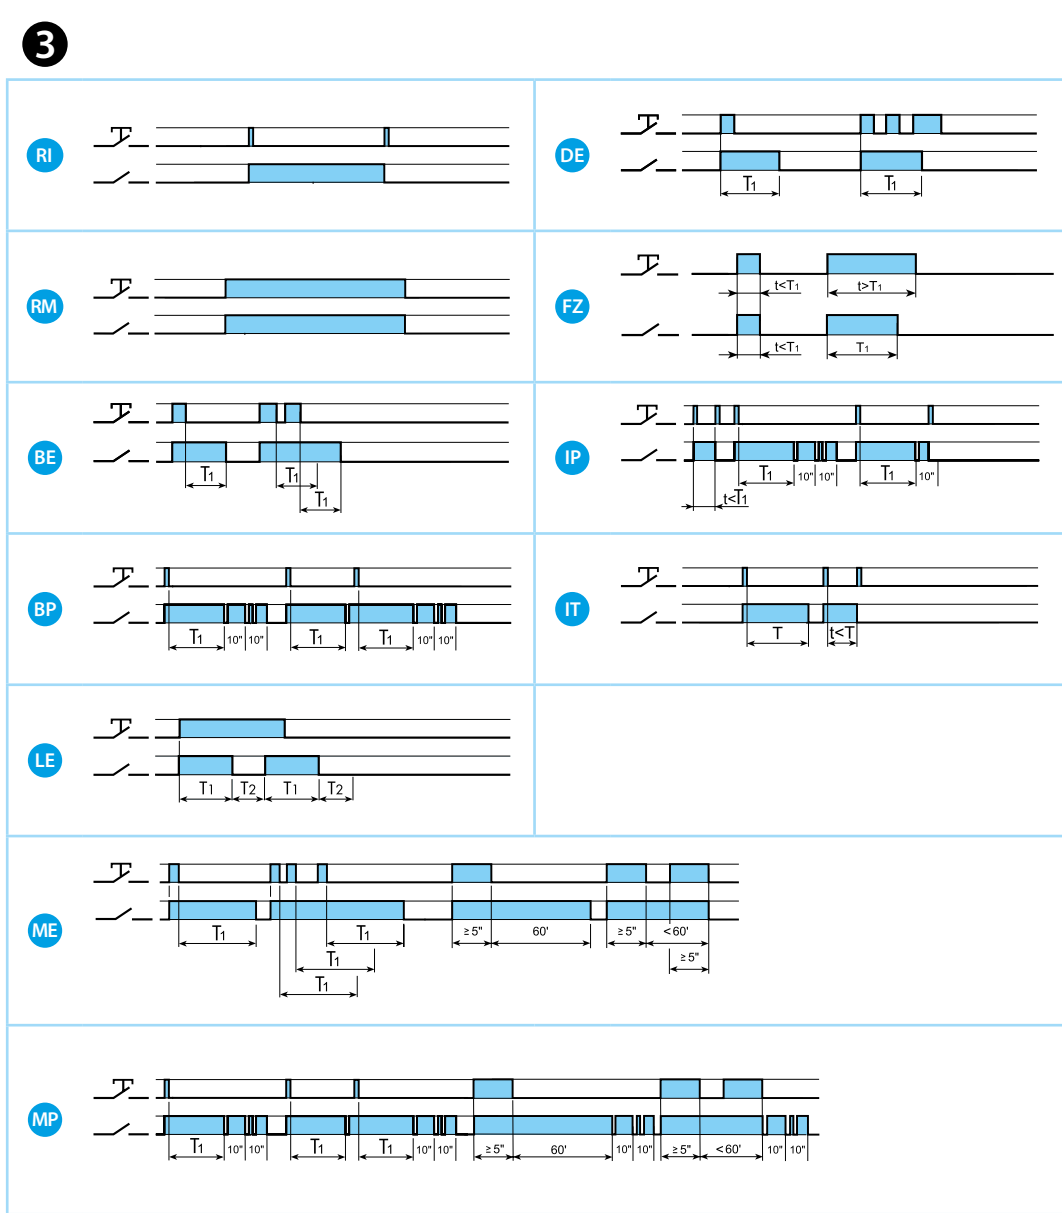 3
RI
DE
T1 T1
RM
FZ
t<T1 t>T1
t<T1 T1
BE
T1 T1
T1
IP
T1 10" 10" T1 10"
t<T1
BP
T1 10" 10" T1 T1 10" 10"
IT
T t<T
LE
T1 T2 T1 T2
ME
T1 T1 ≥5" 60' ≥5" <60'
T1 ≥5"
T1
MP
T1 10" 10" T1 T1 10" 10" ≥5" 60' 10" 10" ≥5" <60' 10" 10"